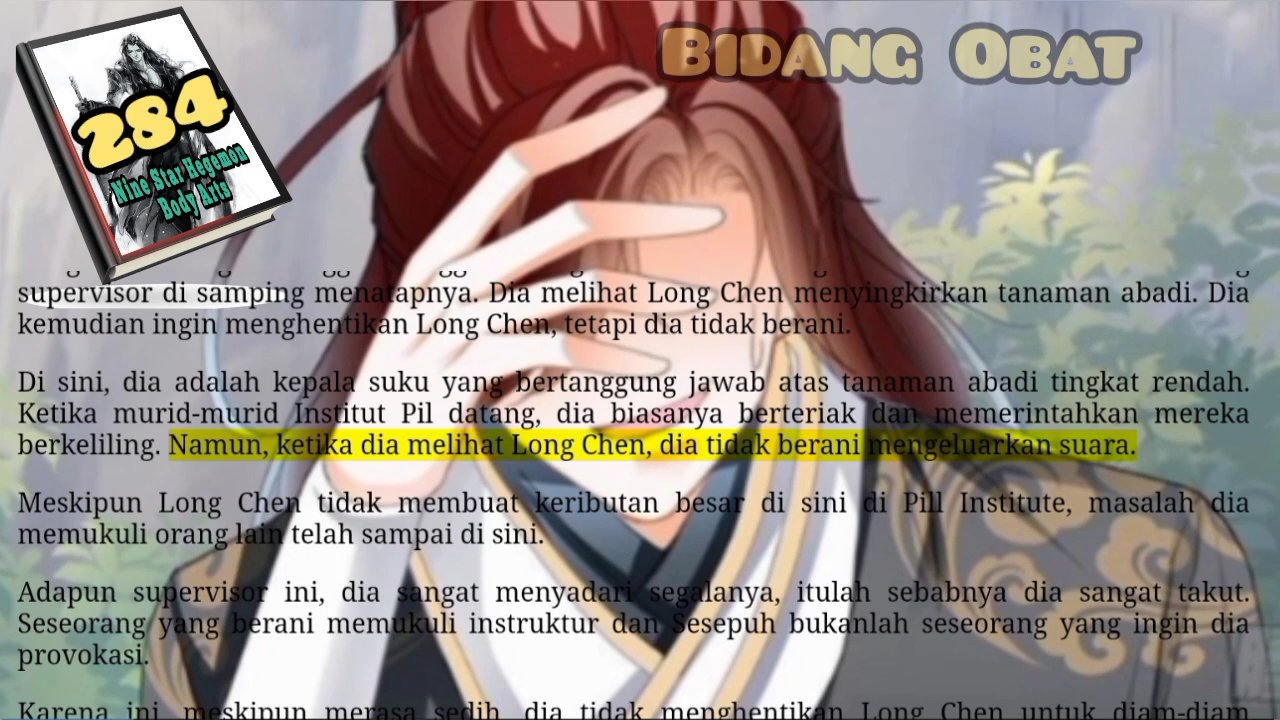 BIDANG OBAT
284
Nine Star Hegemon
Body Arts
supervisor di samping menatapnya. Dia melihat Long Chen menyingkirkan tanaman abadi. Dia
kemudian ingin menghentikan Long Chen, tetapi dia tidak berani.
Di sini, dia adalah kepala suku yang bertanggung jawab atas tanaman abadi tingkat rendah.
Ketika murid-murid Institut Pil datang, dia biasanya berteriak dan memerintahkan mereka
berkeliling. Namun, ketika dia melihat Long Chen, dia tidak berani mengeluarkan suara.
Meskipun Long Chen tidak membuat keributan besar di sini di Pill Institute, masalah dia
memukuli orang lain telah sampai di sini.
Adapun supervisor ini, dia sangat menyadari segalanya, itulah sebabnya dia sangat takut.
Seseorang yang berani memukuli instruktur dan Sesepuh bukanlah seseorang yang ingin dia
provokasi.
Karena ini, meskipun merasa sedih, dia tidak menghentikan Long Chen untuk diam-diam